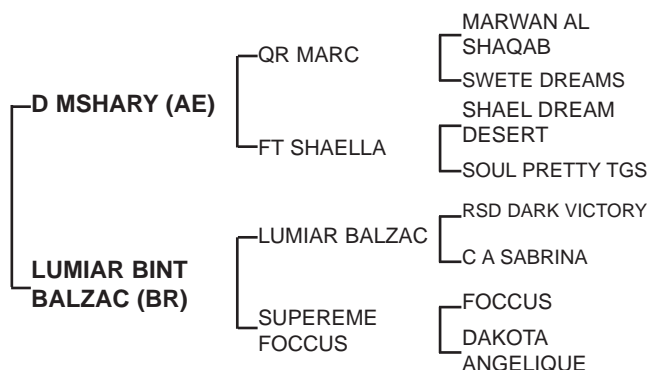 MARWAN AL
SHAQAB
QR MARC
SWETE DREAMS
D MSHARY (AE)
SHAEL DREAM
DESERT
FT SHAELLA
SOUL PRETTY TGS
RSD DARK VICTORY
LUMIAR BALZAC
C A SABRINA
LUMIAR BINT
BALZAC (BR)
FOCCUS
SUPEREME
FOCCUS
DAKOTA
ANGELIQUE